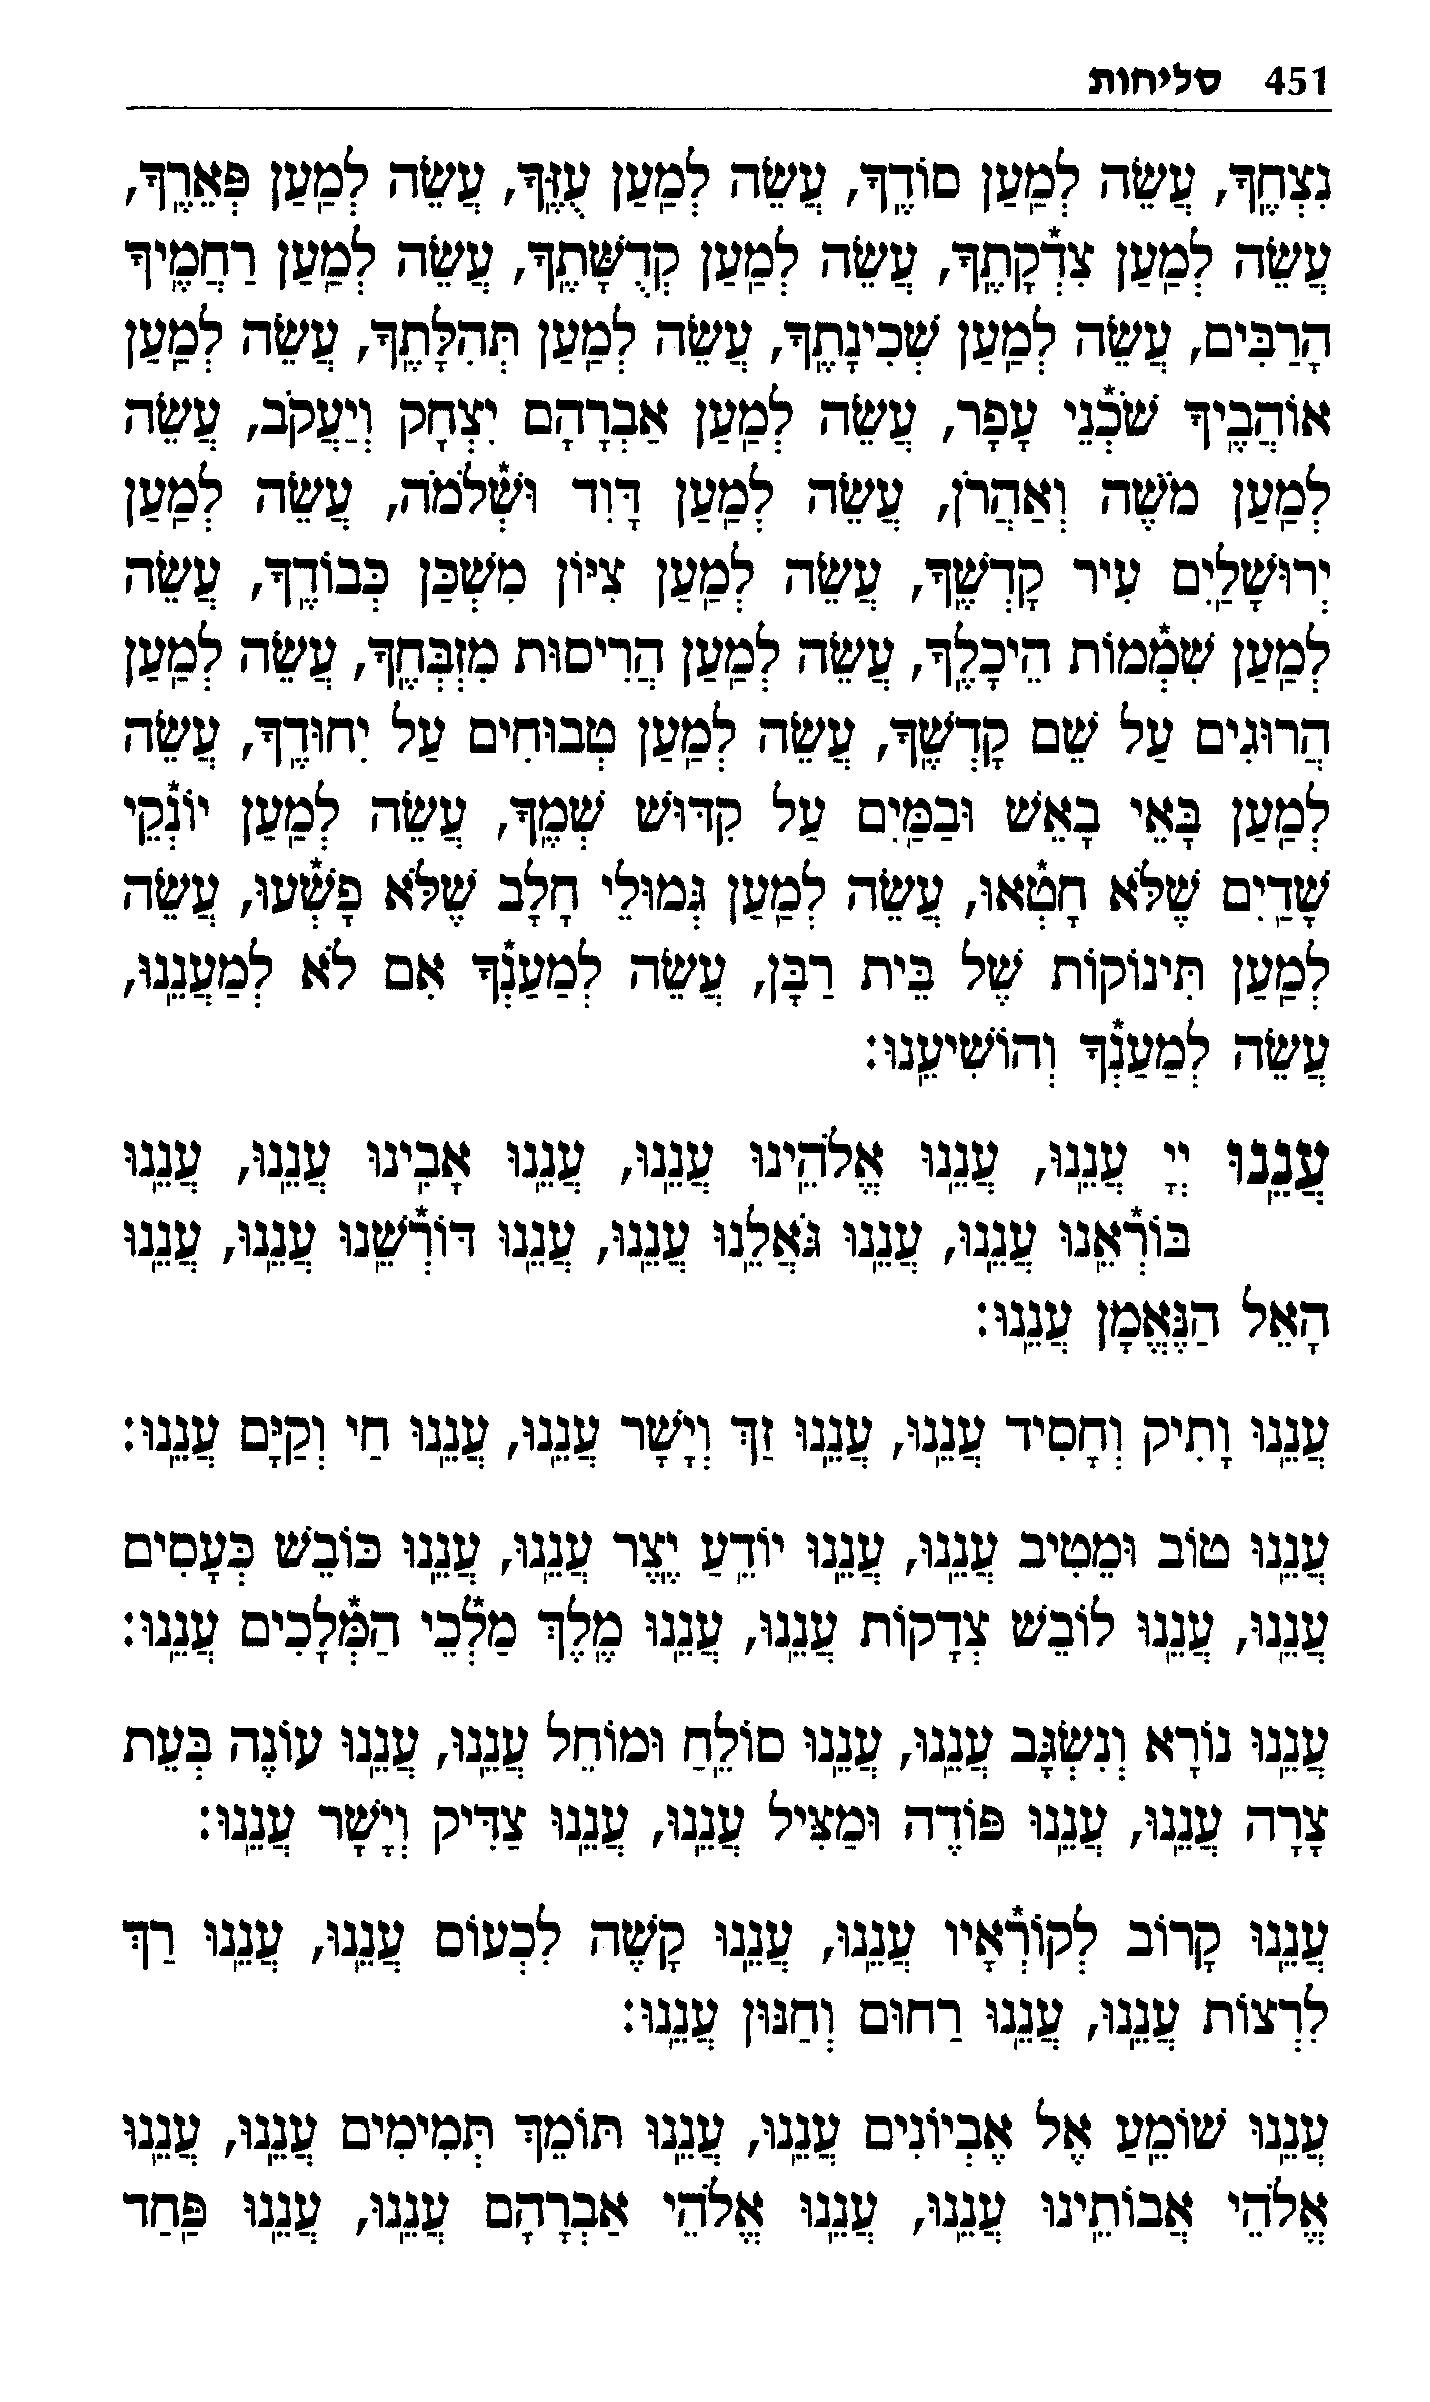 451 סליחות
נִצְחֶֽךָ, עֲשֵׂה לְמַֽעַן סוֹדֶֽךָ, עֲשֵׂה לְמַֽעַן עֻזֶּֽךָ, עֲשֵׂה לְמַֽעַן פְּאֵרֶֽךָ,
עֲשֵׂה לְמַֽעַן צִדְקָתֶֽךָ, עֲשֵׂה לְמַֽעַן קְדֻשָּׁתֶֽךָ, עֲשֵׂה לְמַֽעַן רַחֲמֶֽיךָ
הָרַבִּים, עֲשֵׂה לְמַֽעַן שְׁכִינָתֶֽךָ, עֲשֵׂה לְמַֽעַן תְּהִלָּתֶֽךָ, עֲשֵׂה לְמַֽעַן
אוֹהֲבֶֽיךָ שֹׁכְנֵי עָפָר, עֲשֵׂה לְמַֽעַן אַבְרָהָם יִצְחָק וְיַעֲקֹב, עֲשֵׂה
לְמַֽעַן מֹשֶׁה וְאַהֲרֹן, עֲשֵׂה לְמַֽעַן דָּוִד וּשְׁלֹמֹה, עֲשֵׂה לְמַֽעַן
יְרוּשָׁלַֽיִם עִיר קָדְשֶֽׁךָ, עֲשֵׂה לְמַֽעַן צִיּוֹן מִשְׁכַּן כְּבוֹדֶֽךָ, עֲשֵׂה
לְמַֽעַן שִׁמְמוֹת הֵיכָלֶֽךָ, עֲשֵׂה לְמַֽעַן הֲרִיסוּת מִזְבְּחֶֽךָ, עֲשֵׂה לְמַֽעַן
הֲרוּגִים עַל שֵׁם קָדְשֶֽׁךָ, עֲשֵׂה לְמַֽעַן טְבוּחִים עַל יִחוּדֶֽךָ, עֲשֵׂה
לְמַֽעַן בָּאֵי בָאֵשׁ וּבַמַּֽיִם עַל קִדּוּשׁ שְׁמֶֽךָ, עֲשֵׂה לְמַֽעַן יוֹנְקֵי
שָׁדַֽיִם שֶׁלֹּא חָטְאוּ, עֲשֵׂה לְמַֽעַן גְּמוּלֵי חָלָב שֶׁלֹּא פָשְׁעוּ, עֲשֵׂה
לְמַֽעַן תִּינוֹקוֹת שֶׁל בֵּית רַבָּן, עֲשֵׂה לְמַעַנְךָ אִם לֹא לְמַעֲנֵֽנוּ,
עֲשֵׂה לְמַעַנְךָ וְהוֹשִׁיעֵֽנוּ:
עֲנֵֽנוּ יְיָ עֲנֵֽנוּ, עֲנֵֽנוּ אֱלֹהֵֽינוּ עֲנֵֽנוּ, עֲנֵֽנוּ אָבִֽינוּ עֲנֵֽנוּ, עֲנֵֽנוּ
בּוֹרְאֵֽנוּ עֲנֵֽנוּ, עֲנֵֽנוּ גֹּאֲלֵֽנוּ עֲנֵֽנוּ, עֲנֵֽנוּ דּוֹרְשֵֽׁנוּ עֲנֵֽנוּ, עֲנֵֽנוּ
הָאֵל הַנֶּאֱמָן עֲנֵֽנוּ:
עֲנֵֽנוּ וָתִיק וְחָסִיד עֲנֵֽנוּ, עֲנֵֽנוּ זַךְ וְיָשָׁר עֲנֵֽנוּ, עֲנֵֽנוּ חַי וְקַיָּם עֲנֵֽנוּ:
עֲנֵֽנוּ טוֹב וּמֵטִיב עֲנֵֽנוּ, עֲנֵֽנוּ יוֹדֵֽעַ יֵֽצֶר עֲנֵֽנוּ, עֲנֵֽנוּ כּוֹבֵשׁ כְּעָסִים
עֲנֵֽנוּ, עֲנֵֽנוּ לוֹבֵשׁ צְדָקוֹת עֲנֵֽנוּ, עֲנֵֽנוּ מֶֽלֶךְ מַלְכֵי הַמְּלָכִים עֲנֵֽנוּ:
עֲנֵֽנוּ נוֹרָא וְנִשְׂגָּב עֲנֵֽנוּ, עֲנֵֽנוּ סוֹלֵֽחַ וּמוֹחֵל עֲנֵֽנוּ, עֲנֵֽנוּ עוֹנֶה בְּעֵת
צָרָה עֲנֵֽנוּ, עֲנֵֽנוּ פּוֹדֶה וּמַצִּיל עֲנֵֽנוּ, עֲנֵֽנוּ צַדִּיק וְיָשָׁר עֲנֵֽנוּ:
עֲנֵֽנוּ קָרוֹב לְקוֹרְאָיו עֲנֵֽנוּ, עֲנֵֽנוּ קָשֶׁה לִכְעוֹס עֲנֵֽנוּ, עֲנֵֽנוּ רַךְ
לִרְצוֹת עֲנֵֽנוּ, עֲנֵֽנוּ רַחוּם וְחַנּוּן עֲנֵֽנוּ:
עֲנֵֽנוּ שׁוֹמֵֽעַ אֶל אֶבְיוֹנִים עֲנֵֽנוּ, עֲנֵֽנוּ תּוֹמֵךְ תְּמִימִים עֲנֵֽנוּ, עֲנֵֽנוּ
אֱלֹהֵי אֲבוֹתֵֽינוּ עֲנֵֽנוּ, עֲנֵֽנוּ אֱלֹהֵי אַבְרָהָם עֲנֵֽנוּ, עֲנֵֽנוּ פַּֽחַד